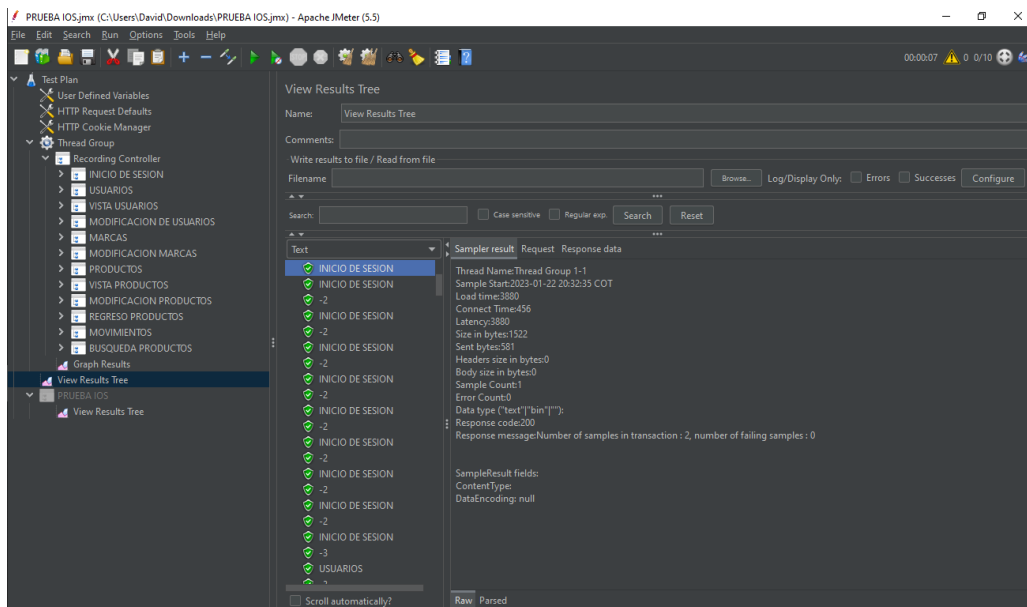 PRUEBA IOS.jmx (C:\Users\David\Downloads\PRUEBA IOS.jmx) - Apache JMeter (5.5)
File Edit Search Run Options Tools Help
00:00:07 0 0/10
Test Plan
User Defined Variables
HTTP Request Defaults
HTTP Cookie Manager
Thread Group
Recording Controller
INICIO DE SESION
USUARIOS
VISTA USUARIOS
MODIFICACION DE USUARIOS
MARCAS
MODIFICACION MARCAS
PRODUCTOS
VISTA PRODUCTOS
MODIFICACION PRODUCTOS
REGRESO PRODUCTOS
MOVIMIENTOS
BUSQUEDA PRODUCTOS
Graph Results
View Results Tree
PRUEBA IOS
View Results Tree
View Results Tree
Name: View Results Tree
Comments:
Write results to file / Read from file
Filename Browse... Log/Display Only: Errors Successes Configure
Search: Case sensitive Regular exp. Search Reset
Text
INICIO DE SESION
INICIO DE SESION
-2
INICIO DE SESION
-2
INICIO DE SESION
-2
INICIO DE SESION
-2
INICIO DE SESION
-2
INICIO DE SESION
-2
INICIO DE SESION
-2
INICIO DE SESION
-2
INICIO DE SESION
-3
USUARIOS
Scroll automatically?
Sampler result Request Response data
Thread Name:Thread Group 1-1
Sample Start:2023-01-22 20:32:35 COT
Load time:3880
Connect Time:456
Latency:3880
Size in bytes:1522
Sent bytes:581
Headers size in bytes:0
Body size in bytes:0
Sample Count:1
Error Count:0
Data type ("text"|"bin"|""):
Response code:200
Response message:Number of samples in transaction : 2, number of failing samples : 0
SampleResult fields:
ContentType:
DataEncoding: null
Raw Parsed